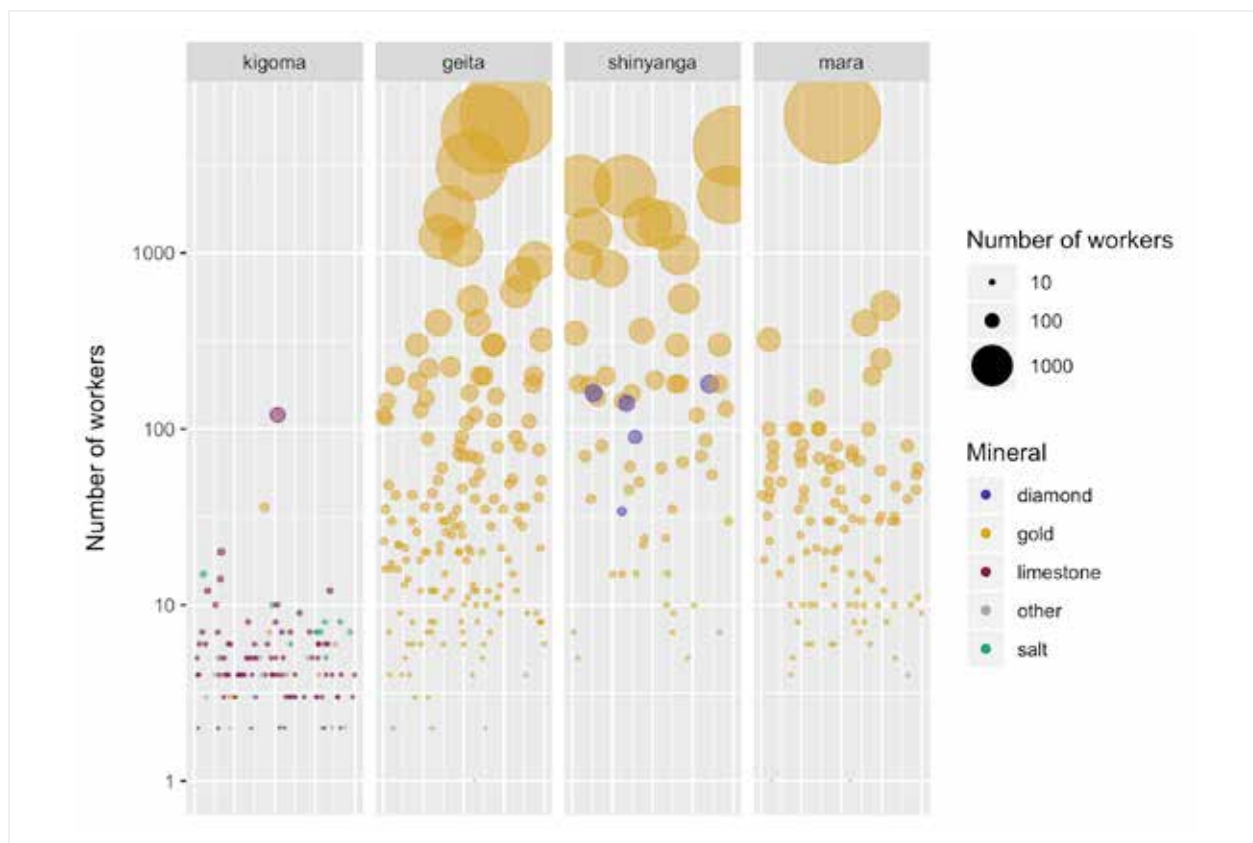 kigoma geita shinyanga mara
Number of workers
1000
100
10
1
Number of workers
10
100
1000
Mineral
diamond
gold
limestone
other
salt